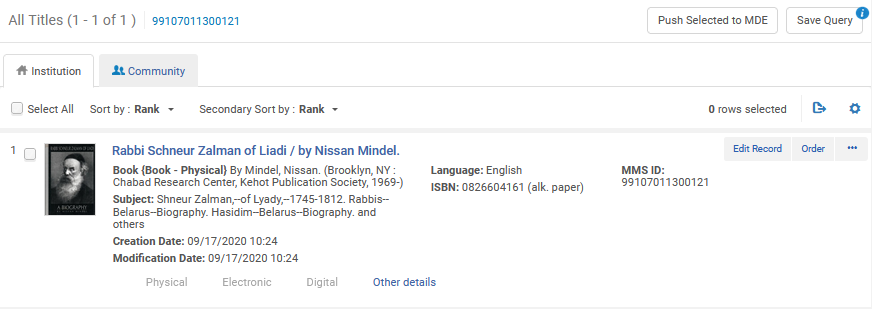 All Titles (1 - 1 of 1 ) 99107011300121
Push Selected to MDE
Save Query
i
Institution
Community
Select All Sort by : Rank Secondary Sort by : Rank
0 rows selected
1
Rabbi Schneur Zalman of Liadi / by Nissan Mindel.
Edit Record Order ...
Book {Book - Physical} By Mindel, Nissan. (Brooklyn, NY :
Chabad Research Center, Kehot Publication Society, 1969-)
Subject: Shneur Zalman,--of Lyady,--1745-1812. Rabbis--
Belarus--Biography. Hasidim--Belarus--Biography. and
others
Creation Date: 09/17/2020 10:24
Modification Date: 09/17/2020 10:24
Language: English
ISBN: 0826604161 (alk. paper)
MMS ID:
99107011300121
A BIOGRAPHY
Physical Electronic Digital Other details